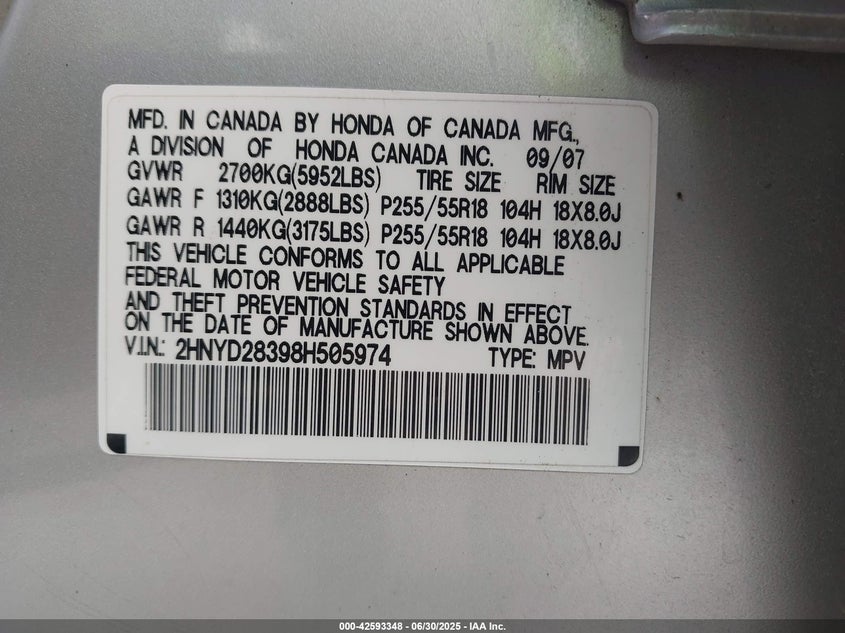 MFD. IN CANADA BY HONDA OF CANADA MFG.,
A DIVISION OF HONDA CANADA INC. 09/07
GVWR 2700KG(5952LBS) TIRE SIZE RIM SIZE
GAWR F 1310KG(2888LBS) P255/55R18 104H 18X8.0J
GAWR R 1440KG(3175LBS) P255/55R18 104H 18X8.0J
THIS VEHICLE CONFORMS TO ALL APPLICABLE
FEDERAL MOTOR VEHICLE SAFETY
AND THEFT PREVENTION STANDARDS IN EFFECT
ON THE DATE OF MANUFACTURE SHOWN ABOVE.
V.I.N.: 2HNYD28398H505974 TYPE: MPV
000-42593348 - 06/30/2025 - IAA Inc.